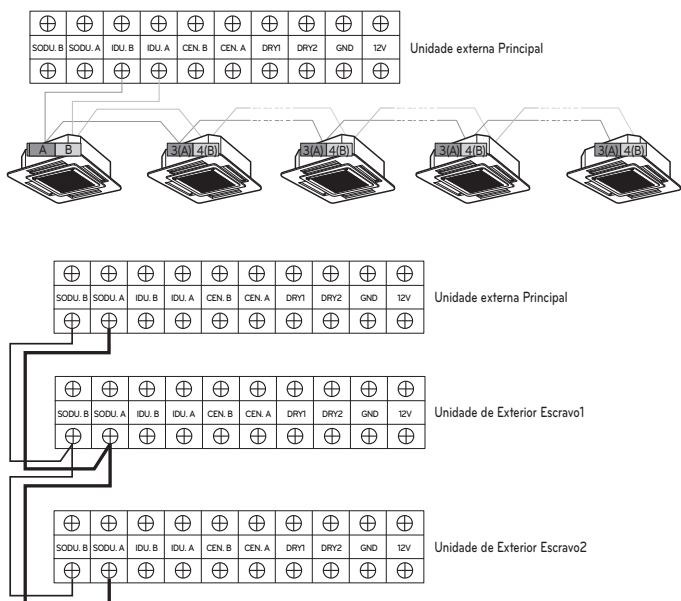 SODU. B SODU. A IDU. B IDU. A CEN. B CEN. A DRY1 DRY2 GND 12V
Unidade externa Principal
A B 3(A) 4(B) 3(A) 4(B) 3(A) 4(B) 3(A) 4(B)
SODU. B SODU. A IDU. B IDU. A CEN. B CEN. A DRY1 DRY2 GND 12V
Unidade externa Principal
SODU. B SODU. A IDU. B IDU. A CEN. B CEN. A DRY1 DRY2 GND 12V
Unidade de Exterior Escravo1
SODU. B SODU. A IDU. B IDU. A CEN. B CEN. A DRY1 DRY2 GND 12V
Unidade de Exterior Escravo2